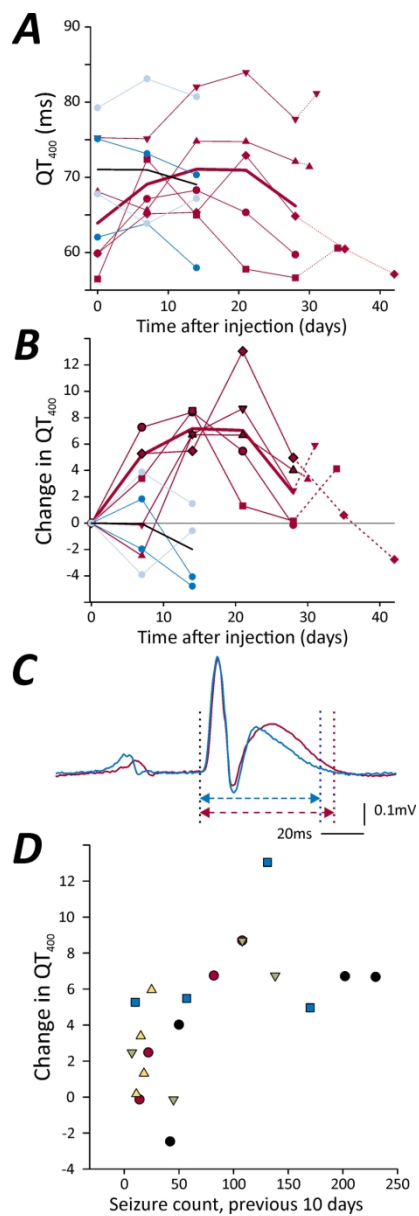 A
90
80
70
60
QT400 (ms)
0 10 20 30 40
Time after injection (days)
B
12
10
8
6
4
2
0
-2
-4
Change in QT400
0 10 20 30 40
Time after injection (days)
C
0.1mV
20ms
D
14
12
10
8
6
4
2
0
-2
-4
Change in QT400
0 50 100 150 200 250
Seizure count, previous 10 days